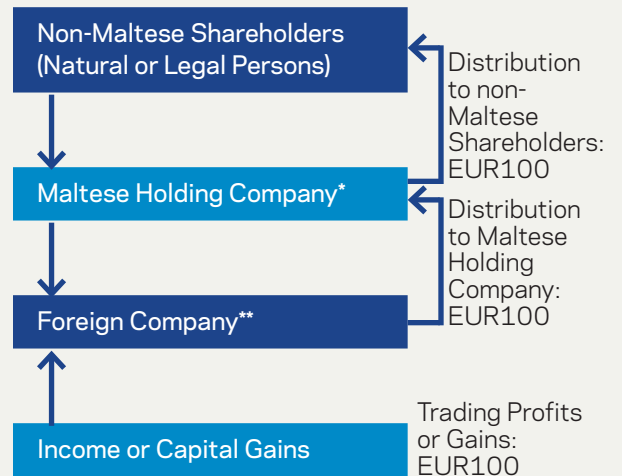 Non-Maltese Shareholders
(Natural or Legal Persons)
Distribution
to non-
Maltese
Shareholders:
EUR100
Maltese Holding Company*
Distribution
to Maltese
Holding
Company:
EUR100
Foreign Company**
Trading Profits
or Gains:
EUR100
Income or Capital Gains